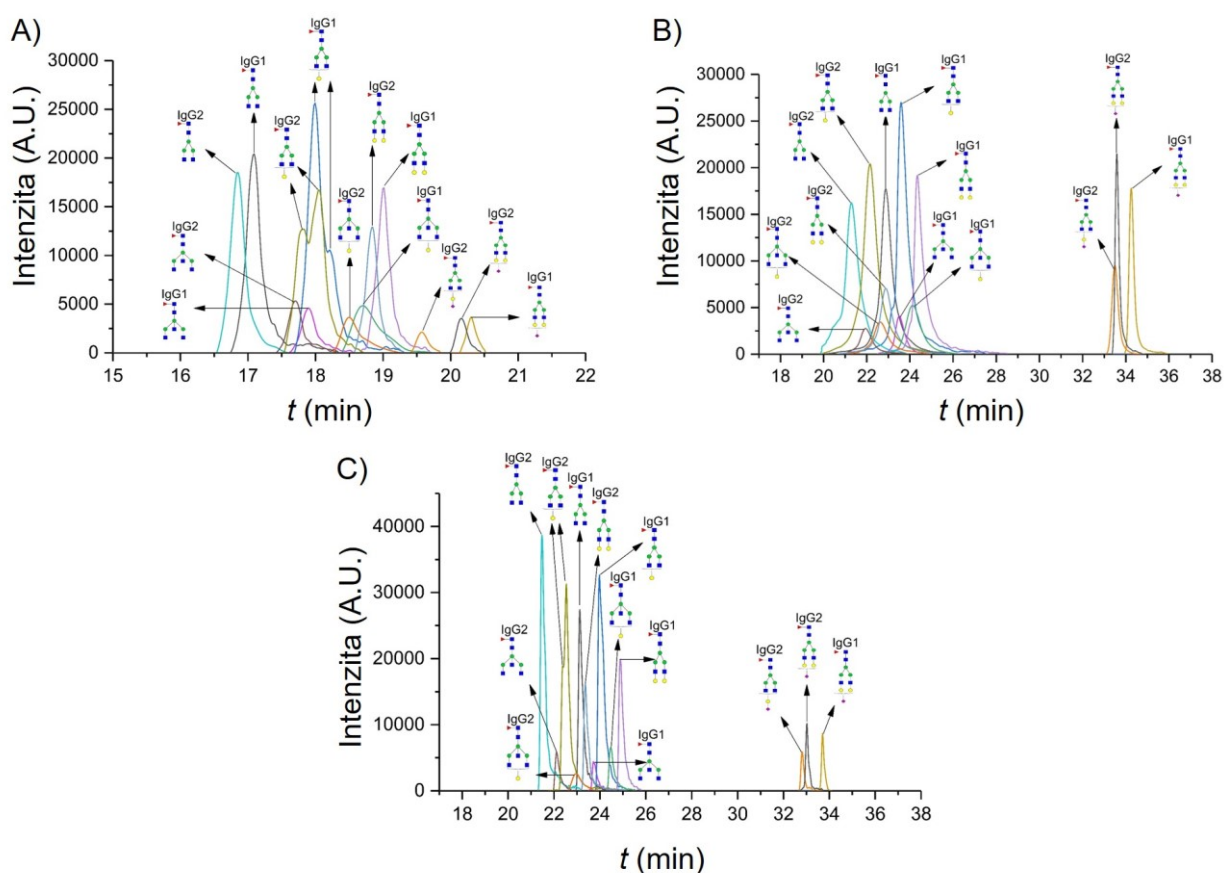 A)
IgG1
IgG1
IgG2
IgG2
IgG2
IgG1
IgG2
IgG1
IgG2
IgG2
IgG2
IgG1
IgG1
Intenzita (A.U.)
30000
25000
20000
15000
10000
5000
0
15 16 17 18 19 20 21 22
t (min)
B)
IgG2
IgG1
IgG1
IgG2
IgG2
IgG1
IgG1
IgG2
IgG2
IgG2
IgG1
IgG1
IgG2
IgG2
Intenzita (A.U.)
30000
25000
20000
15000
10000
5000
0
18 20 22 24 26 28 30 32 34 36 38
t (min)
C)
IgG2
IgG2
IgG1
IgG2
IgG1
IgG1
IgG1
IgG2
IgG2
IgG1
IgG2
IgG2
IgG1
Intenzita (A.U.)
40000
30000
20000
10000
0
18 20 22 24 26 28 30 32 34 36 38
t (min)